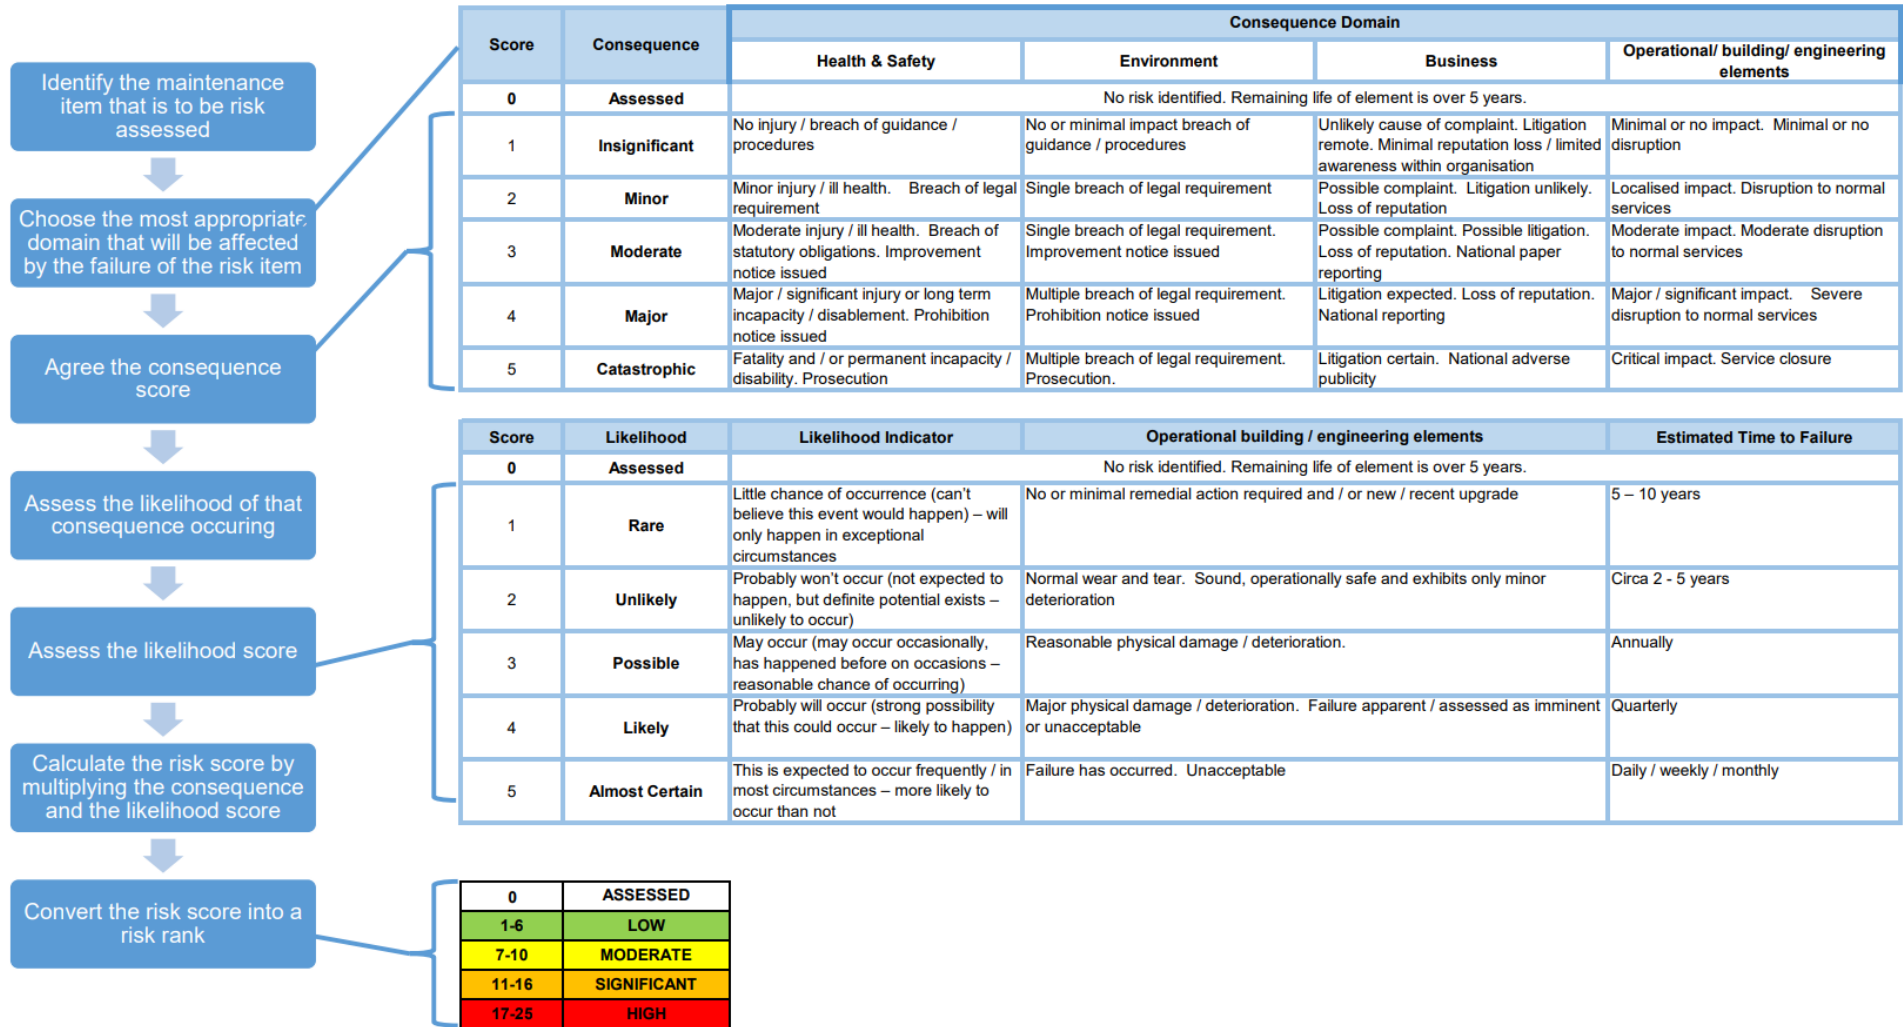 Identify the maintenance
item that is to be risk
assessed
Choose the most appropriate
domain that will be affected
by the failure of the risk item
Agree the consequence
score
Assess the likelihood of that
consequence occuring
Assess the likelihood score
Calculate the risk score by
multiplying the consequence
and the likelihood score
Convert the risk score into a
risk rank
Score
Consequence
Consequence Domain
Health & Safety
Environment
Business
Operational/ building/ engineering
elements
0
Assessed
No risk identified. Remaining life of element is over 5 years.
1
Insignificant
No injury / breach of guidance /
procedures
No or minimal impact breach of
guidance / procedures
Unlikely cause of complaint. Litigation
remote. Minimal reputation loss / limited
awareness within organisation
Minimal or no impact. Minimal or no
disruption
2
Minor
Minor injury / ill health. Breach of legal
requirement
Single breach of legal requirement
Possible complaint. Litigation unlikely.
Loss of reputation
Localised impact. Disruption to normal
services
3
Moderate
Moderate injury / ill health. Breach of
statutory obligations. Improvement
notice issued
Single breach of legal requirement.
Improvement notice issued
Possible complaint. Possible litigation.
Loss of reputation. National paper
reporting
Moderate impact. Moderate disruption
to normal services
4
Major
Major / significant injury or long term
incapacity / disablement. Prohibition
notice issued
Multiple breach of legal requirement.
Prohibition notice issued
Litigation expected. Loss of reputation.
National reporting
Major / significant impact. Severe
disruption to normal services
5
Catastrophic
Fatality and / or permanent incapacity /
disability. Prosecution
Multiple breach of legal requirement.
Prosecution.
Litigation certain. National adverse
publicity
Critical impact. Service closure
Score
Likelihood
Likelihood Indicator
Operational building / engineering elements
Estimated Time to Failure
0
Assessed
No risk identified. Remaining life of element is over 5 years.
1
Rare
Little chance of occurrence (can't
believe this event would happen) – will
only happen in exceptional
circumstances
No or minimal remedial action required and / or new / recent upgrade
5 – 10 years
2
Unlikely
Probably won't occur (not expected to
happen, but definite potential exists –
unlikely to occur)
Normal wear and tear. Sound, operationally safe and exhibits only minor
deterioration
Circa 2 - 5 years
3
Possible
May occur (may occur occasionally,
has happened before on occasions –
reasonable chance of occurring)
Reasonable physical damage / deterioration.
Annually
4
Likely
Probably will occur (strong possibility
that this could occur – likely to happen)
Major physical damage / deterioration. Failure apparent / assessed as imminent
or unacceptable
Quarterly
5
Almost Certain
This is expected to occur frequently / in
most circumstances – more likely to
occur than not
Failure has occurred. Unacceptable
Daily / weekly / monthly
0
ASSESSED
1-6
LOW
7-10
MODERATE
11-16
SIGNIFICANT
17-25
HIGH